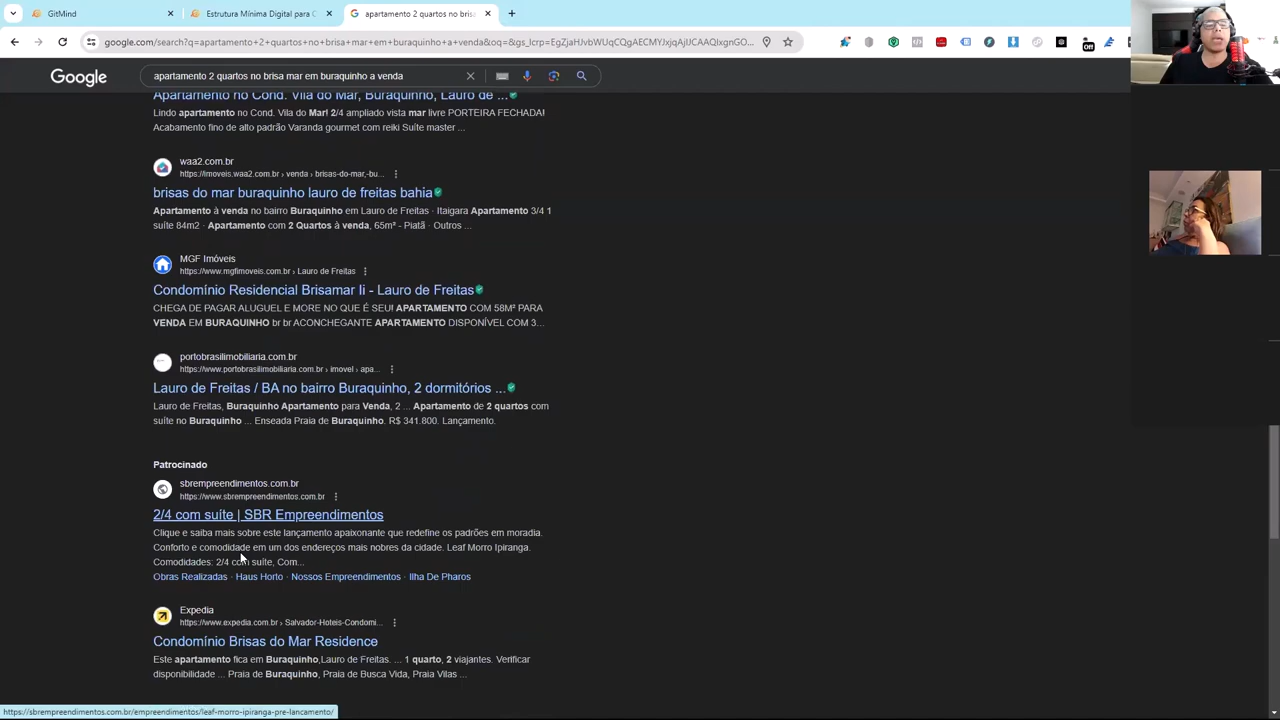 GitMind
Estrutura Mínima Digital para C
apartamento 2 quartos no brisa
google.com/search?q=apartamento+2+quartos+no+brisa+mar+em+buraquinho+a+venda&oq=&gs_lcrp=EgZjaHJvbWUqCQgAECMYJxjqAjIJCAAQIxgnGO...
Off
Google
apartamento 2 quartos no brisa mar em buraquinho a venda
Apartamento no Cond. Vila do Mar, Buraquinho, Lauro de ...
Lindo apartamento no Cond. Vila do Mar! 2/4 ampliado vista mar livre PORTEIRA FECHADA!
Acabamento fino de alto padrão Varanda gourmet com reiki Suíte master ...
waa2.com.br
https://imoveis.waa2.com.br › venda › brisas-do-mar,-bu...
brisas do mar buraquinho lauro de freitas bahia
Apartamento à venda no bairro Buraquinho em Lauro de Freitas · Itaigara Apartamento 3/4 1
suíte 84m2 · Apartamento com 2 Quartos à venda, 65m² - Piatã · Outros ...
MGF Imóveis
https://www.mgfimoveis.com.br › Lauro de Freitas
Condomínio Residencial Brisamar Ii - Lauro de Freitas
CHEGA DE PAGAR ALUGUEL E MORE NO QUE É SEU! APARTAMENTO COM 58M² PARA
VENDA EM BURAQUINHO br br ACONCHEGANTE APARTAMENTO DISPONÍVEL COM 3...
portobrasilimobiliaria.com.br
https://www.portobrasilimobiliaria.com.br › imovel › apa...
Lauro de Freitas / BA no bairro Buraquinho, 2 dormitórios ...
Lauro de Freitas, Buraquinho Apartamento para Venda, 2 ... Apartamento de 2 quartos com
suíte no Buraquinho ... Enseada Praia de Buraquinho. R$ 341.800. Lançamento.
Patrocinado
sbrempreendimentos.com.br
https://www.sbrempreendimentos.com.br
2/4 com suíte | SBR Empreendimentos
Clique e saiba mais sobre este lançamento apaixonante que redefine os padrões em moradia.
Conforto e comodidade em um dos endereços mais nobres da cidade. Leaf Morro Ipiranga.
Comodidades: 2/4 com suíte, Com...
Obras Realizadas · Haus Horto · Nossos Empreendimentos · Ilha De Pharos
Expedia
https://www.expedia.com.br › Salvador-Hoteis-Condomi...
Condomínio Brisas do Mar Residence
Este apartamento fica em Buraquinho,Lauro de Freitas. ... 1 quarto, 2 viajantes. Verificar
disponibilidade ... Praia de Buraquinho, Praia de Busca Vida, Praia Vilas ...
https://sbrempreendimentos.com.br/empreendimentos/leaf-morro-ipiranga-pre-lancamento/